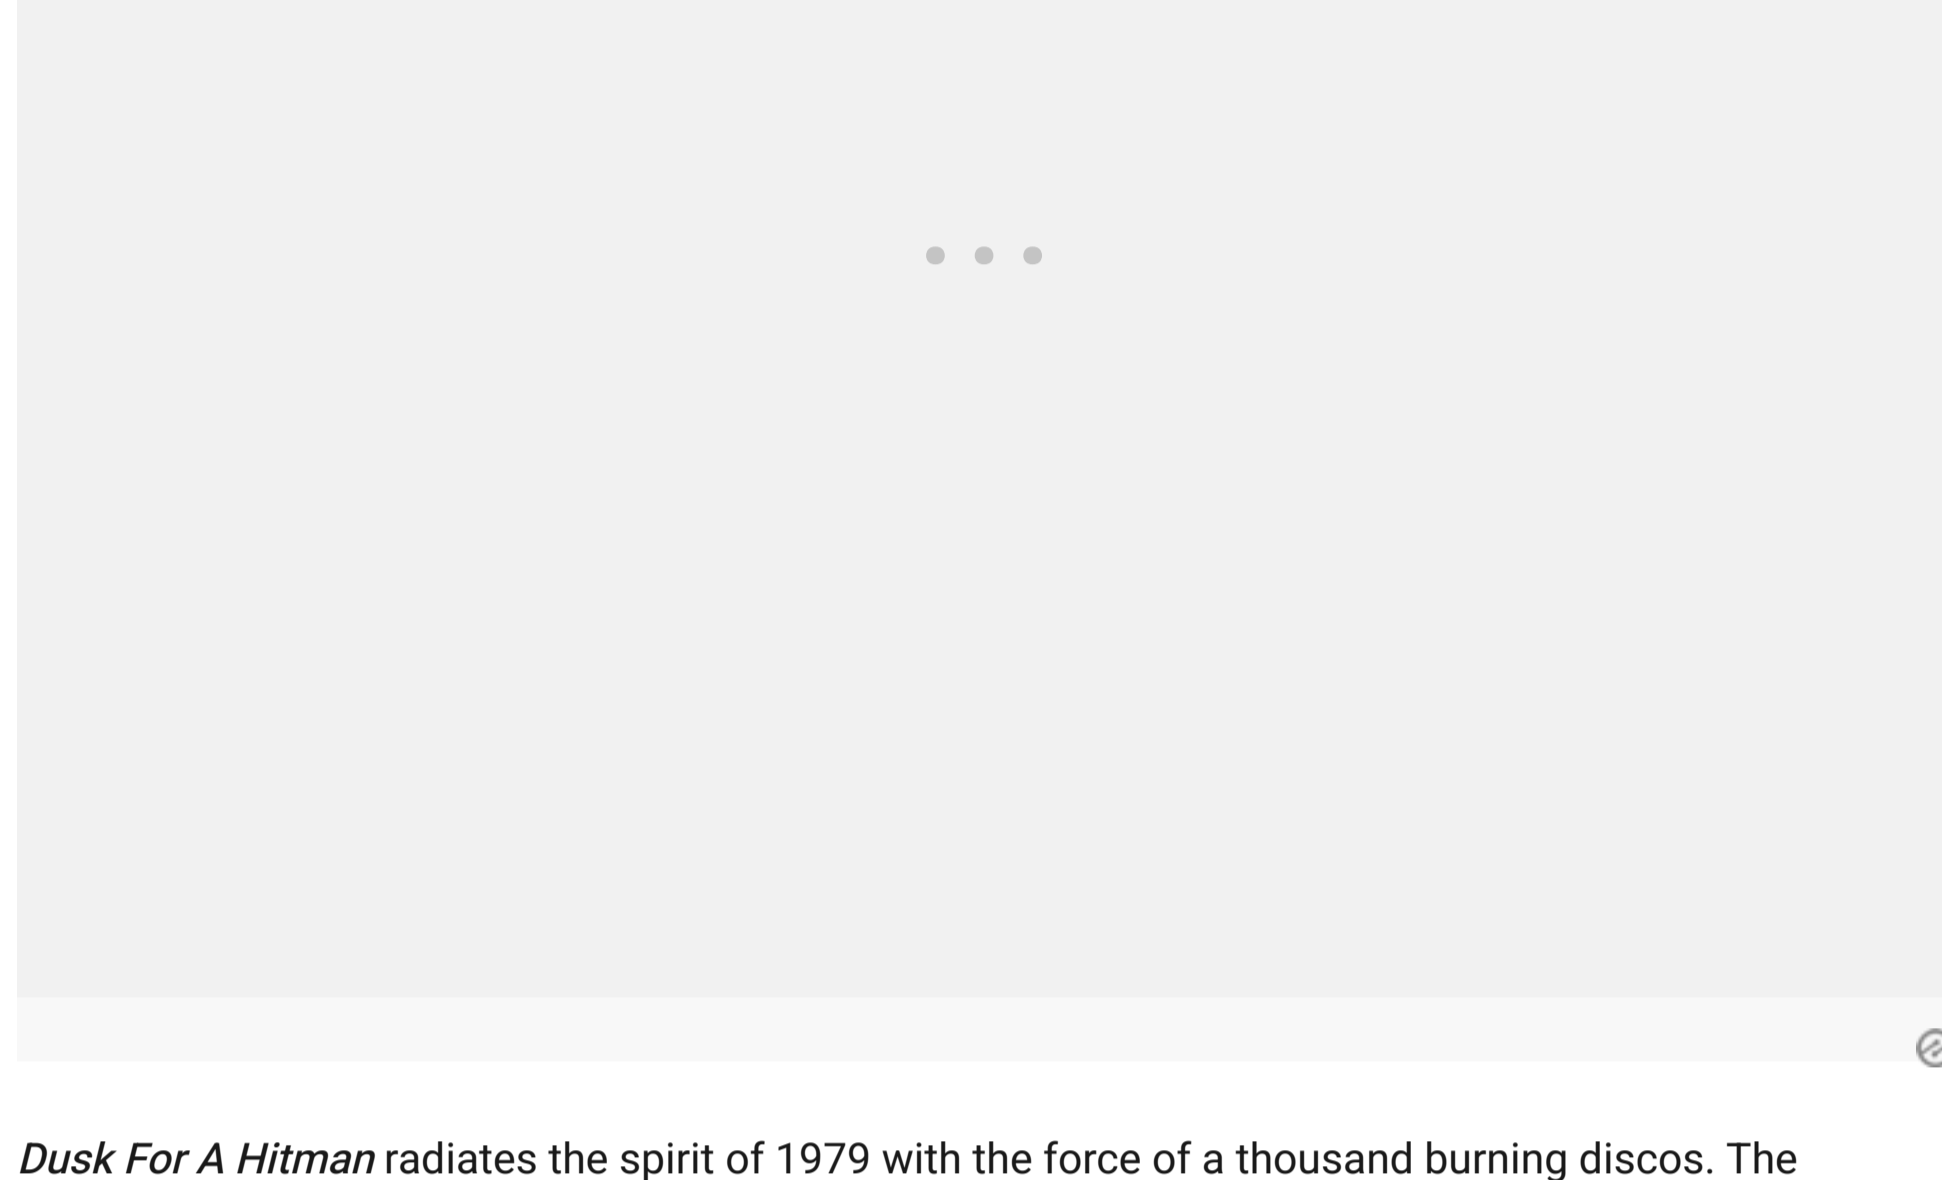 Dusk For A Hitman radiates the spirit of 1979 with the force of a thousand burning discos. The